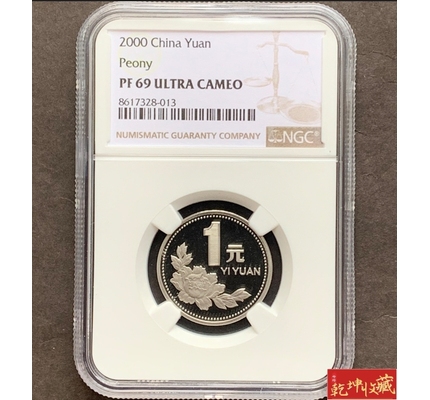 2000 China Yuan
Peony
PF 69 ULTRA CAMEO
8617328-013
NUMISMATIC GUARANTY COMPANY
NGC
1元
YI YUAN
乾坤收藏